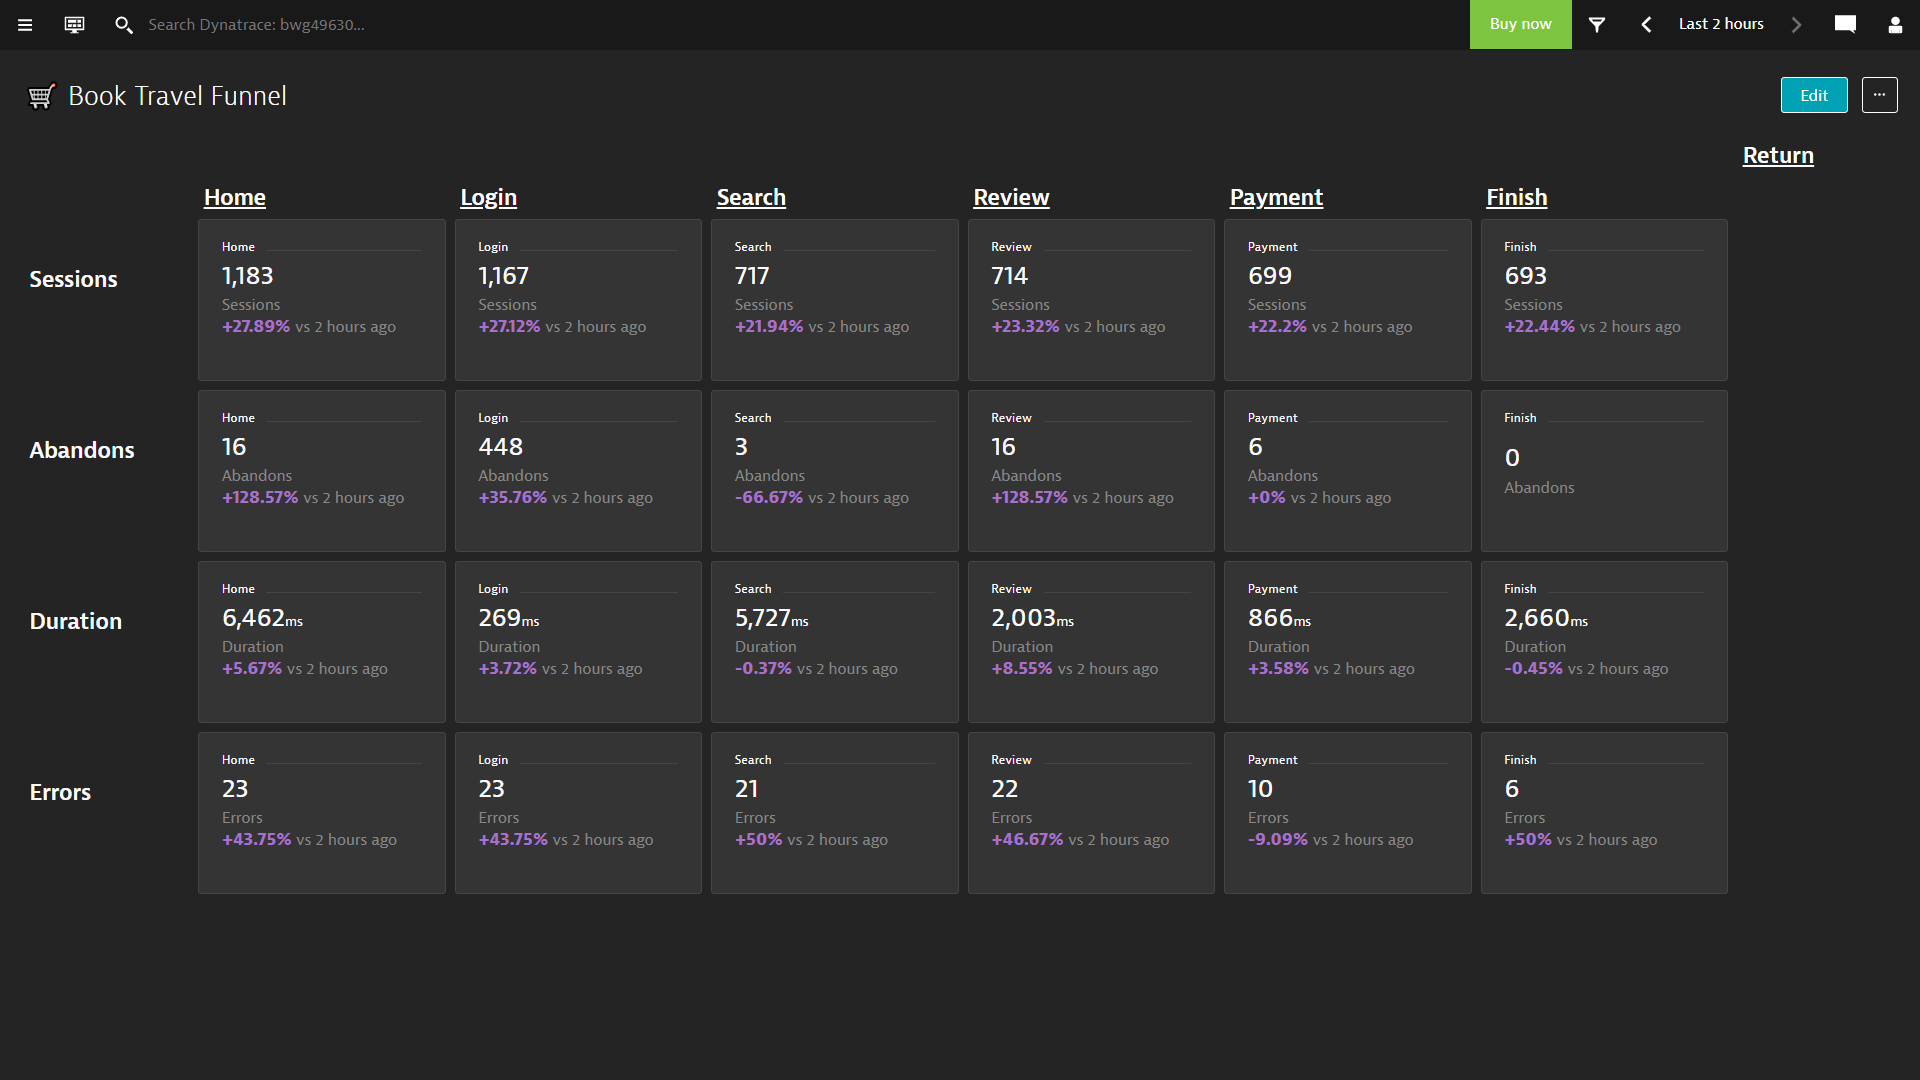 Search Dynatrace: bwg49630...
Buy now
Last 2 hours
Book Travel Funnel
Edit
...
Return
Home Login Search Review Payment Finish
Sessions
Home Login Search Review Payment Finish
1,183 1,167 717 714 699 693
Sessions Sessions Sessions Sessions Sessions Sessions
+27.89% vs 2 hours ago +27.12% vs 2 hours ago +21.94% vs 2 hours ago +23.32% vs 2 hours ago +22.2% vs 2 hours ago +22.44% vs 2 hours ago
Abandons
Home Login Search Review Payment Finish
16 448 3 16 6 0
Abandons Abandons Abandons Abandons Abandons Abandons
+128.57% vs 2 hours ago +35.76% vs 2 hours ago -66.67% vs 2 hours ago +128.57% vs 2 hours ago +0% vs 2 hours ago
Duration
Home Login Search Review Payment Finish
6,462ms 269ms 5,727ms 2,003ms 866ms 2,660ms
Duration Duration Duration Duration Duration Duration
+5.67% vs 2 hours ago +3.72% vs 2 hours ago -0.37% vs 2 hours ago +8.55% vs 2 hours ago +3.58% vs 2 hours ago -0.45% vs 2 hours ago
Errors
Home Login Search Review Payment Finish
23 23 21 22 10 6
Errors Errors Errors Errors Errors Errors
+43.75% vs 2 hours ago +43.75% vs 2 hours ago +50% vs 2 hours ago +46.67% vs 2 hours ago -9.09% vs 2 hours ago +50% vs 2 hours ago